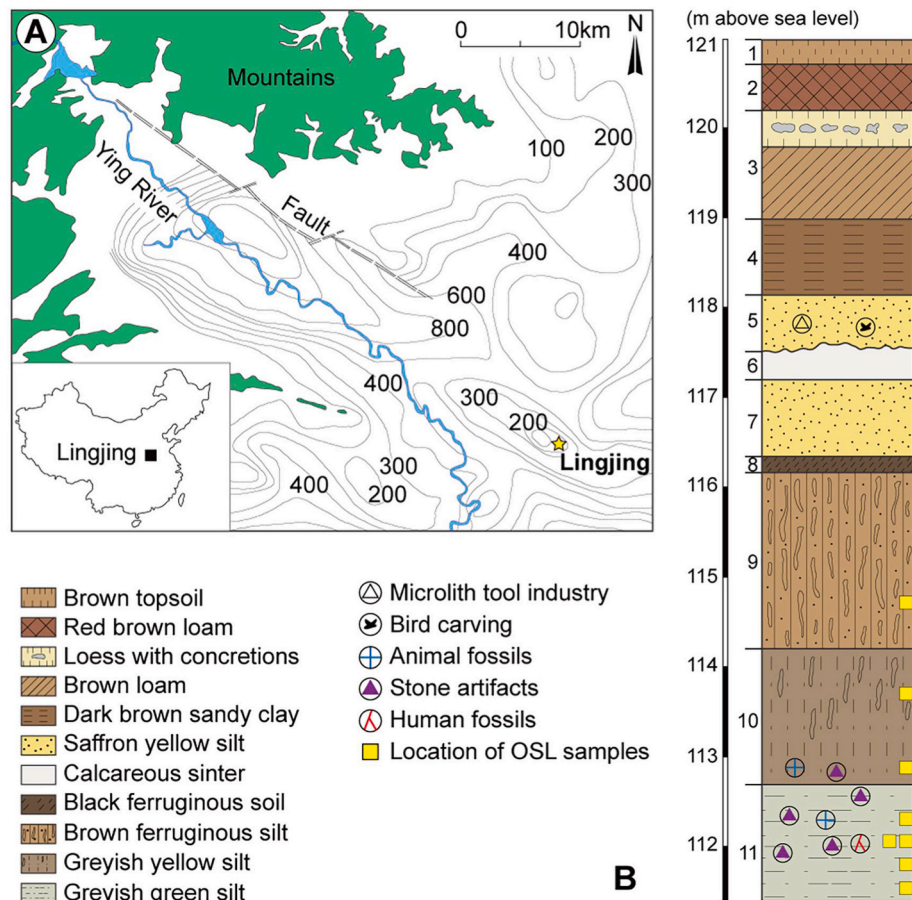 A
0 10km
N
Mountains
Ying River
Fault
100
200
300
400
600
800
400
300
200
Lingjing
300
400
200
Lingjing
(m above sea level)
121
120
119
118
117
116
115
114
113
112
1
2
3
4
5
6
7
8
9
10
11
Brown topsoil
Red brown loam
Loess with concretions
Brown loam
Dark brown sandy clay
Saffron yellow silt
Calcareous sinter
Black ferruginous soil
Brown ferruginous silt
Greyish yellow silt
Greyish green silt
Microlith tool industry
Bird carving
Animal fossils
Stone artifacts
Human fossils
Location of OSL samples
B